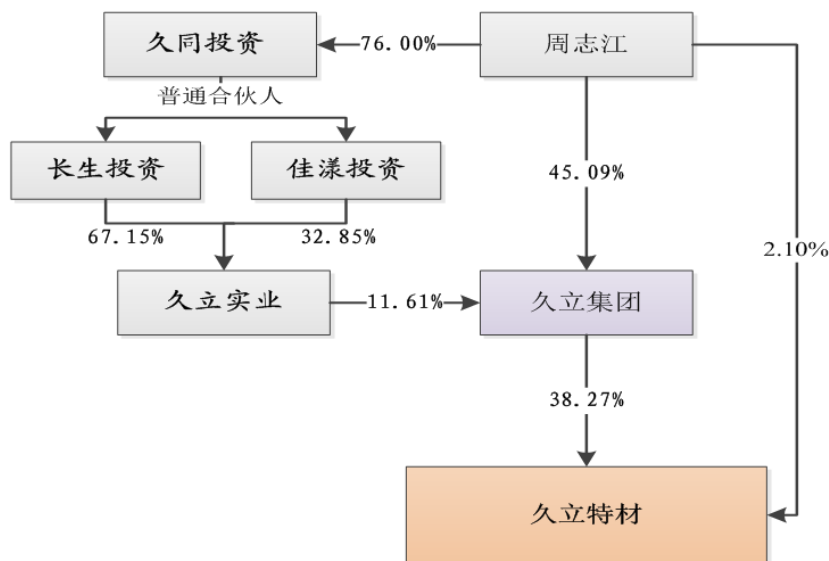 久同投资
76.00%
周志江
普通合伙人
长生投资
佳漾投资
45.09%
67.15%
32.85%
2.10%
久立实业
11.61%
久立集团
38.27%
久立特材